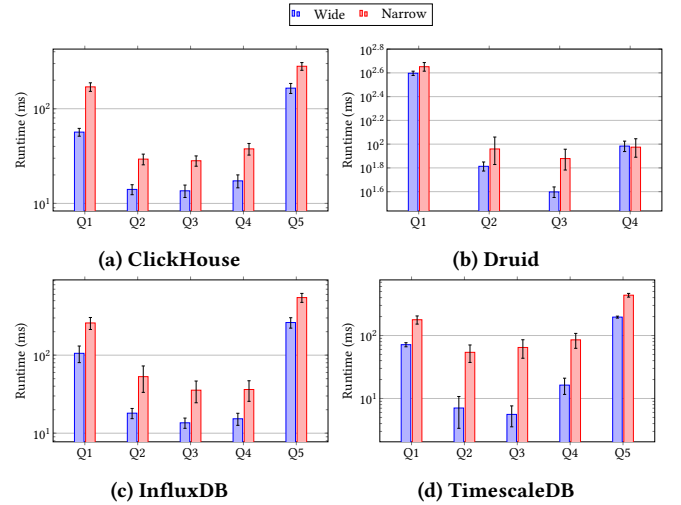 Wide Narrow
Runtime (ms)
10^2
10^1
Q1 Q2 Q3 Q4 Q5
(a) ClickHouse
Runtime (ms)
10^2.8
10^2.6
10^2.4
10^2.2
10^2
10^1.8
10^1.6
Q1 Q2 Q3 Q4
(b) Druid
Runtime (ms)
10^2
10^1
Q1 Q2 Q3 Q4 Q5
(c) InfluxDB
Runtime (ms)
10^2
10^1
Q1 Q2 Q3 Q4 Q5
(d) TimescaleDB